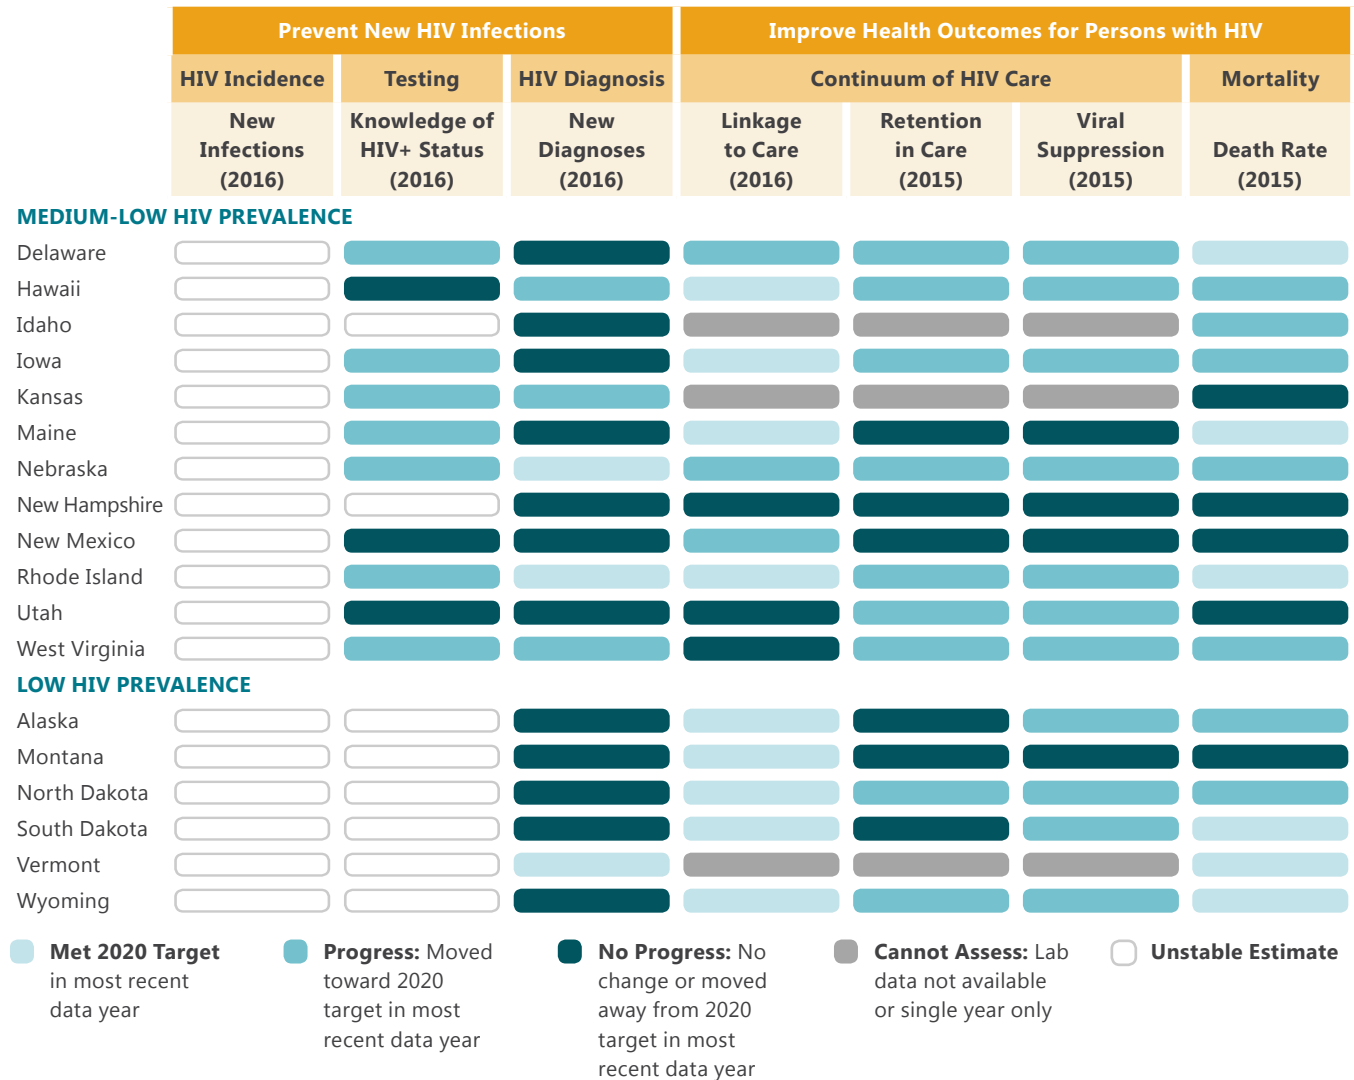 Prevent New HIV Infections
Improve Health Outcomes for Persons with HIV
HIV Incidence
Testing
HIV Diagnosis
Continuum of HIV Care
Mortality
New
Infections
(2016)
Knowledge of
HIV+ Status
(2016)
New
Diagnoses
(2016)
Linkage
to Care
(2016)
Retention
in Care
(2015)
Viral
Suppression
(2015)
Death Rate
(2015)
MEDIUM-LOW HIV PREVALENCE
Delaware
Hawaii
Idaho
Iowa
Kansas
Maine
Nebraska
New Hampshire
New Mexico
Rhode Island
Utah
West Virginia
LOW HIV PREVALENCE
Alaska
Montana
North Dakota
South Dakota
Vermont
Wyoming
Met 2020 Target
in most recent
data year
Progress: Moved
toward 2020
target in most
recent data year
No Progress: No
change or moved
away from 2020
target in most
recent data year
Cannot Assess: Lab
data not available
or single year only
Unstable Estimate